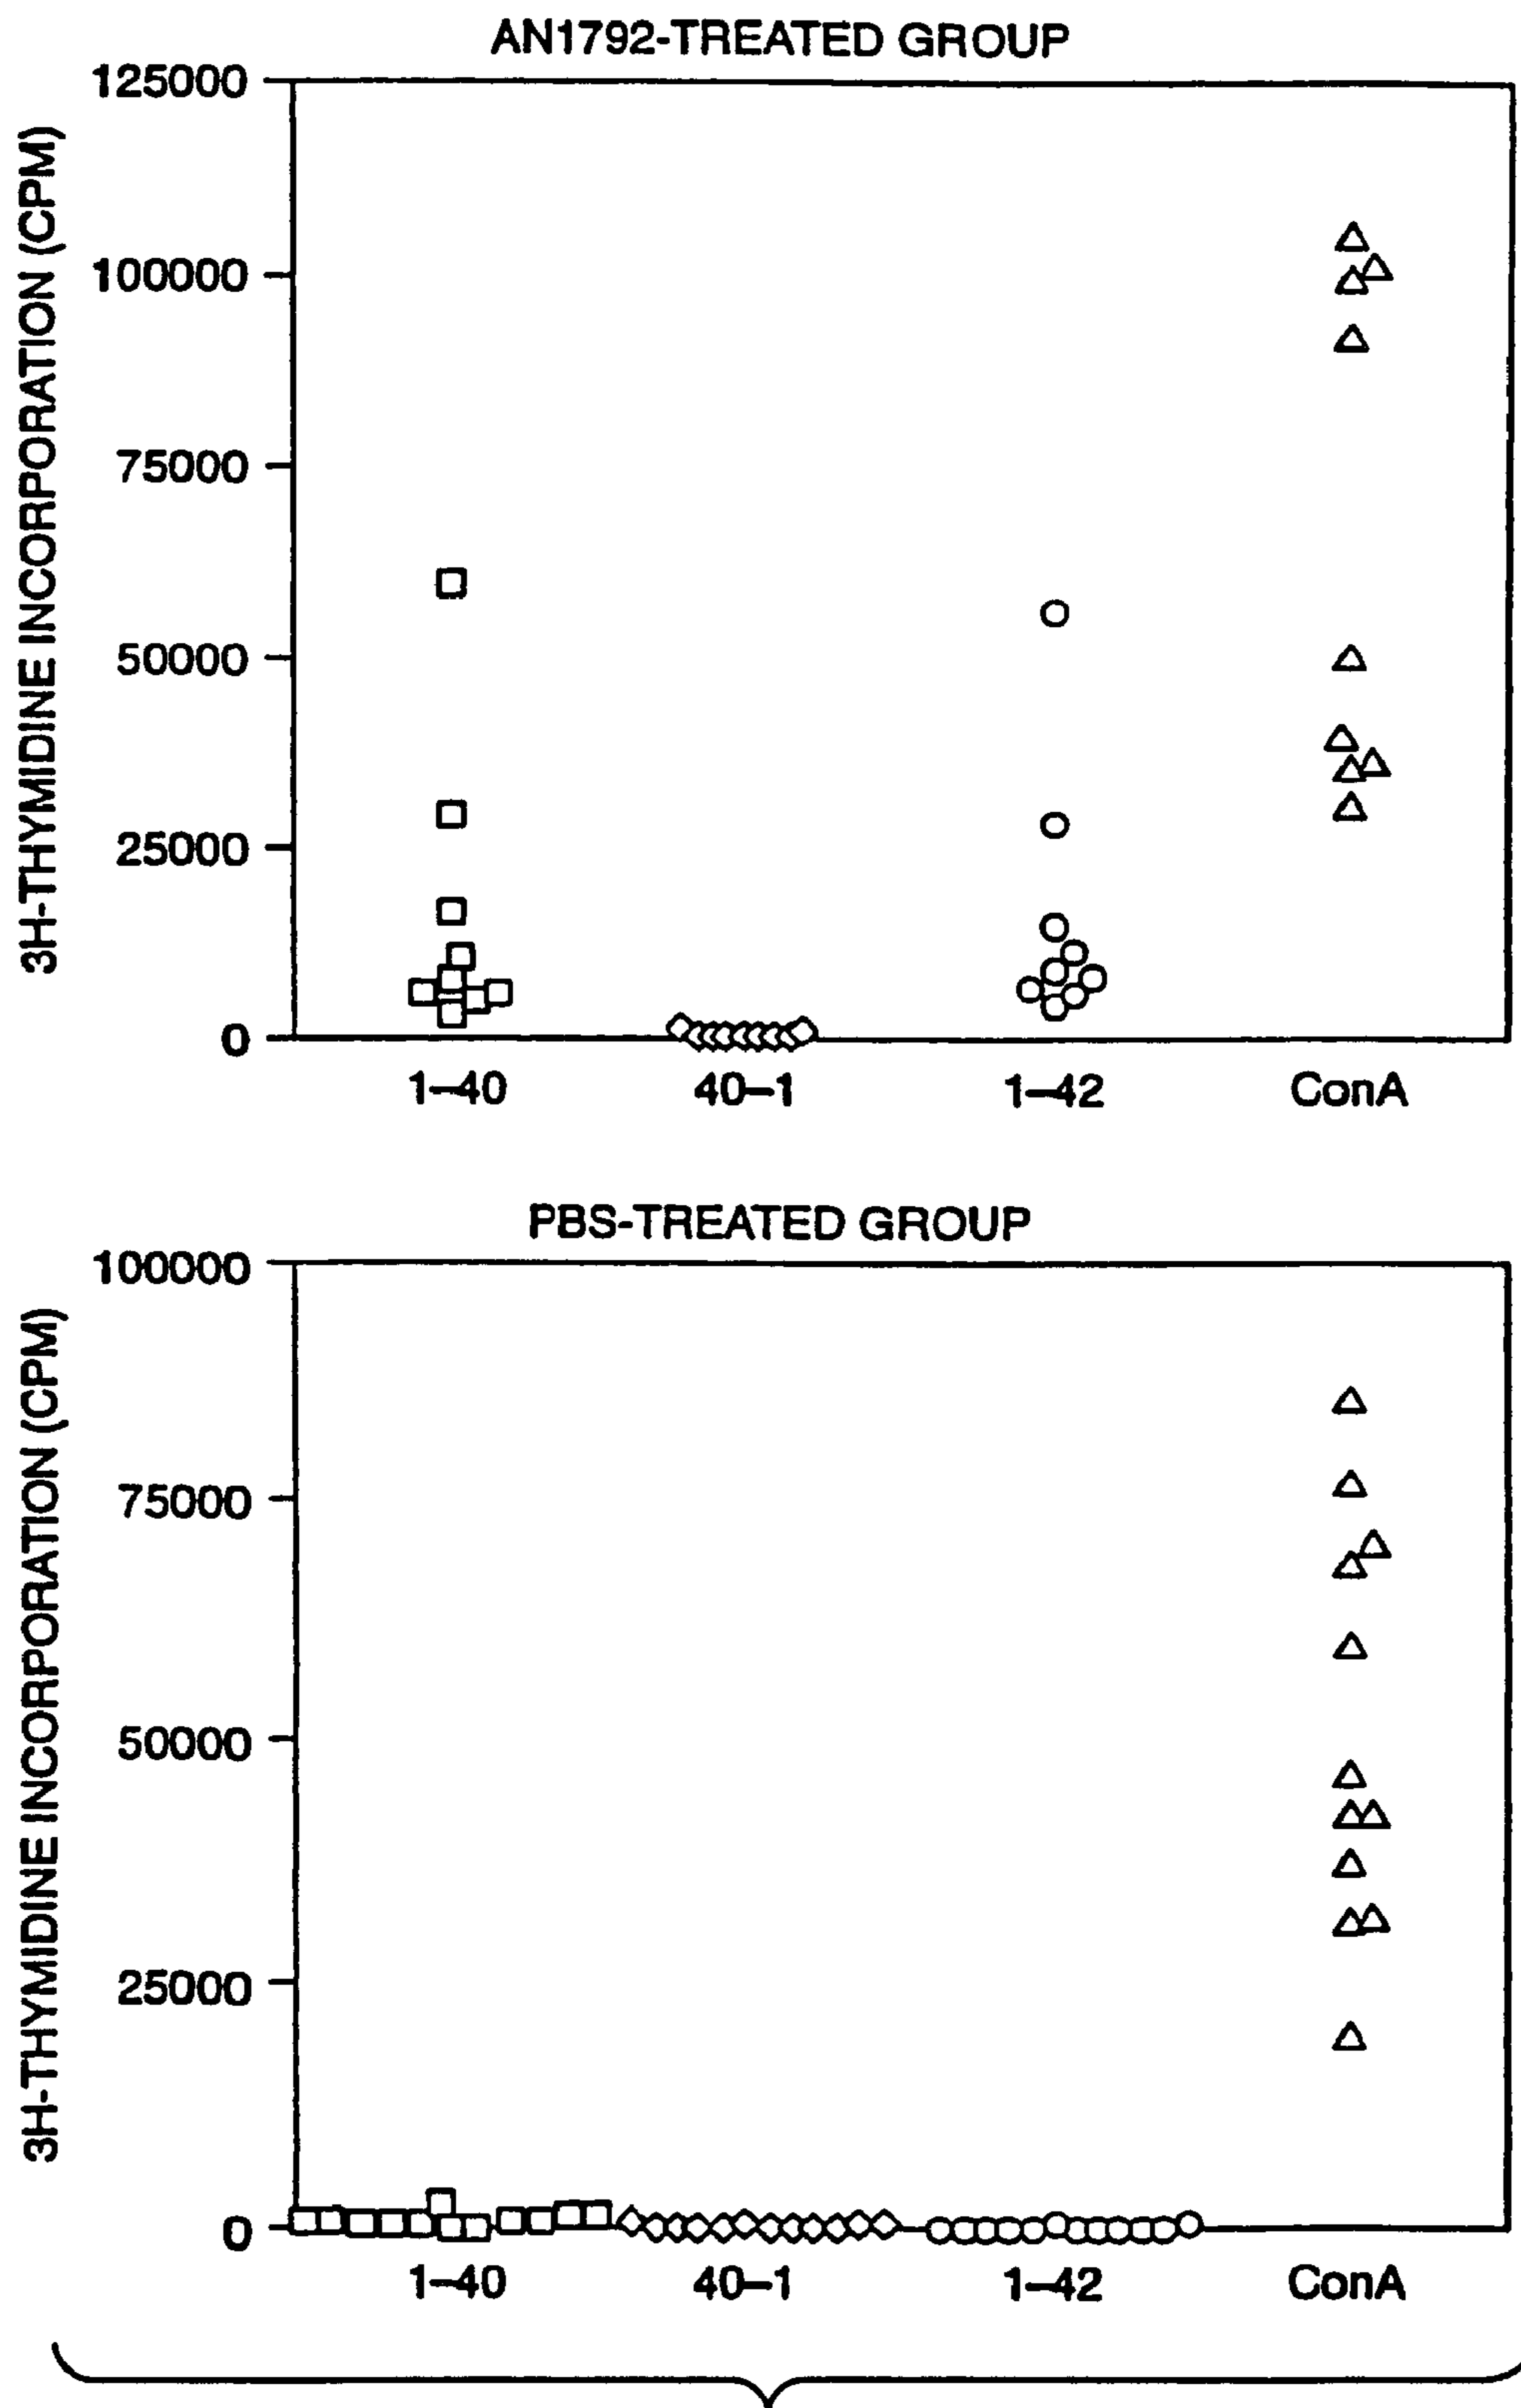 AN1792-TREATED GROUP
3H-THYMIDINE INCORPORATION (CPM)
125000
100000
75000
50000
25000
0
1–40
40–1
1–42
ConA
PBS-TREATED GROUP
3H-THYMIDINE INCORPORATION (CPM)
100000
75000
50000
25000
0
1–40
40–1
1–42
ConA